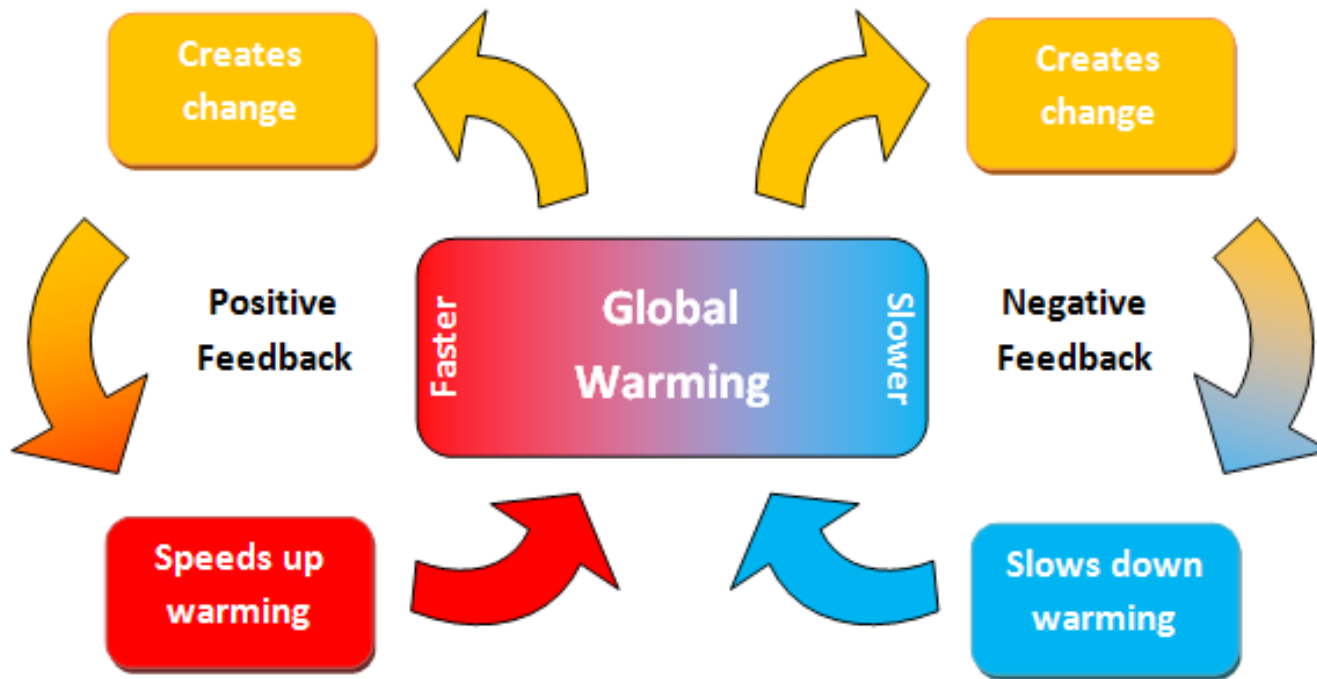 Creates
change
Creates
change
Positive
Feedback
Faster
Global
Warming
Slower
Negative
Feedback
Speeds up
warming
Slows down
warming